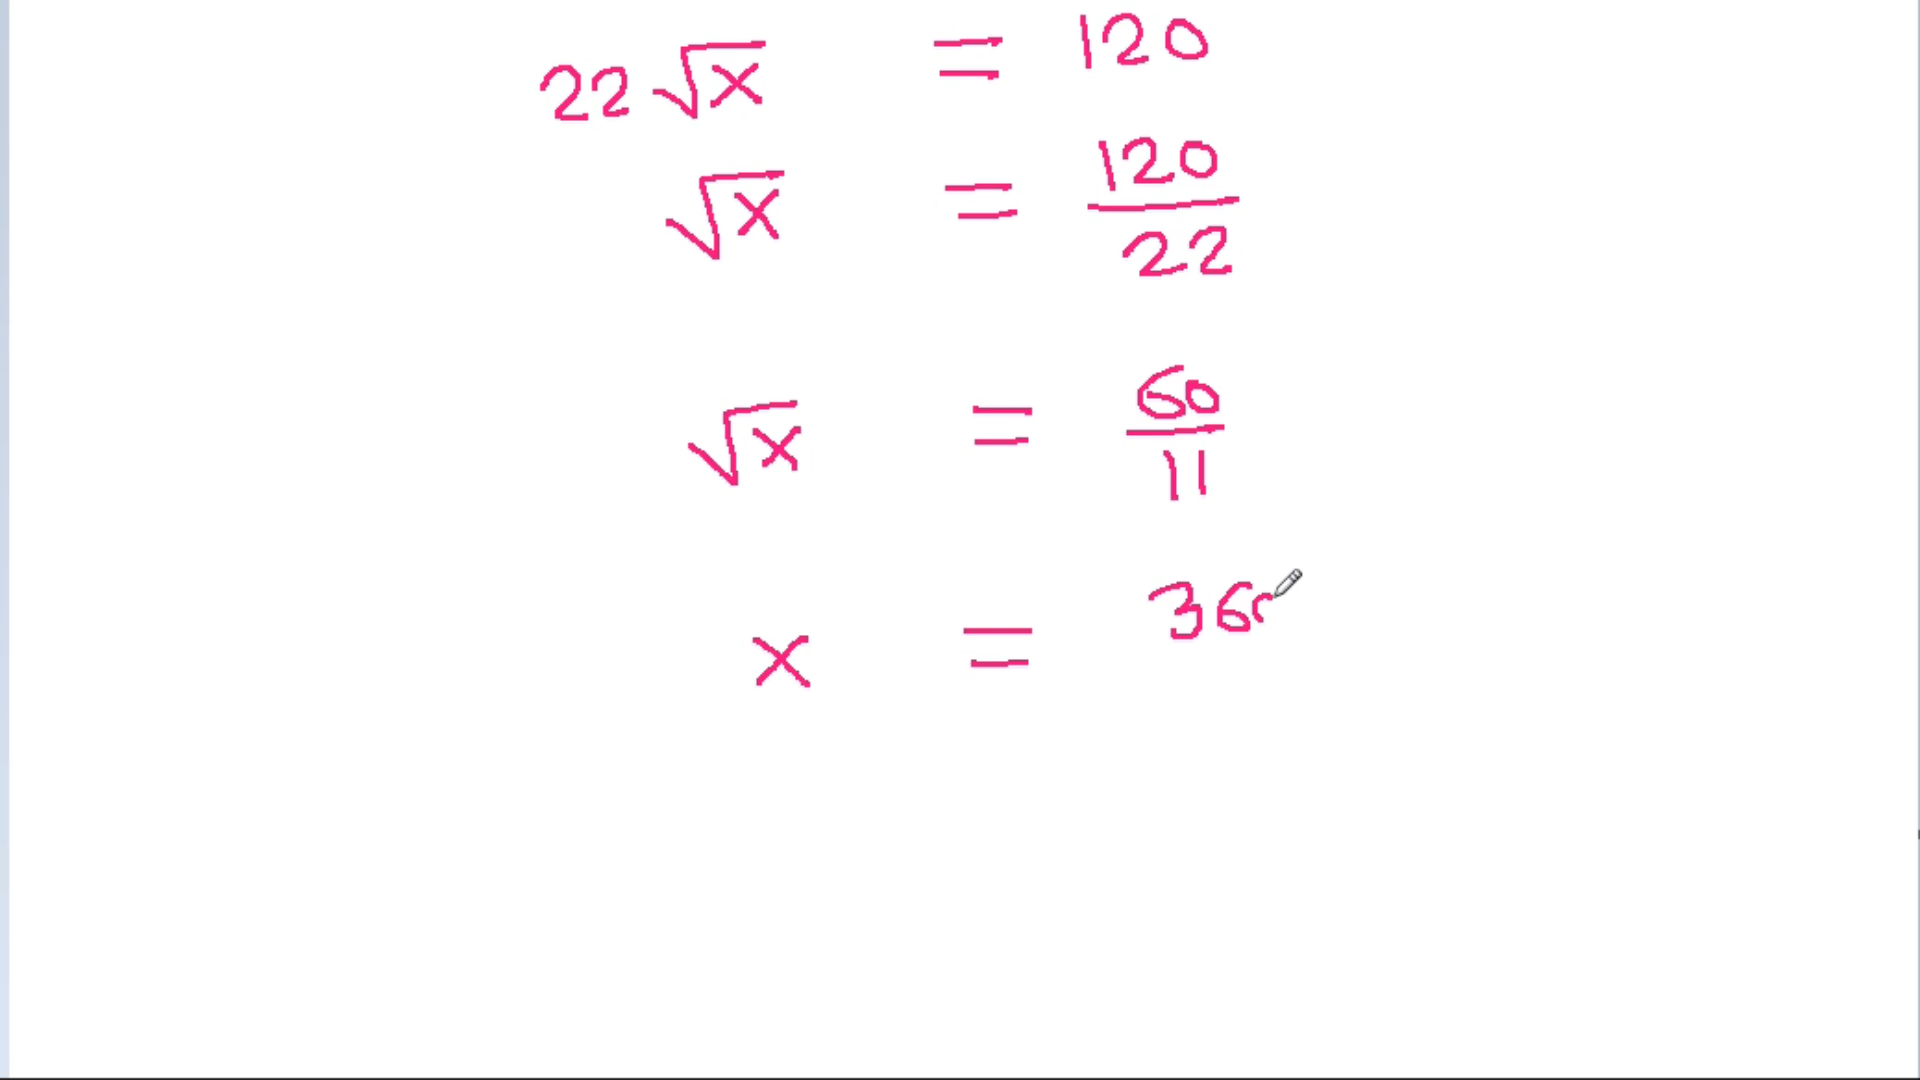 22√x = 120
√x = 120/22
√x = 60/11
x = 36